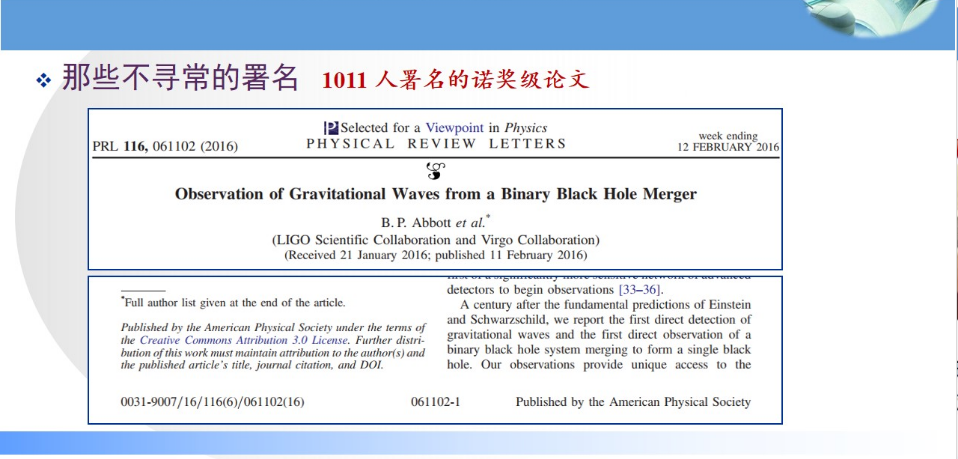 ❖ 那些不寻常的署名 1011 人署名的诺奖级论文
Selected for a Viewpoint in Physics
PRL 116, 061102 (2016) PHYSICAL REVIEW LETTERS week ending
12 FEBRUARY 2016
Observation of Gravitational Waves from a Binary Black Hole Merger
B. P. Abbott et al.*
(LIGO Scientific Collaboration and Virgo Collaboration)
(Received 21 January 2016; published 11 February 2016)
*Full author list given at the end of the article.
Published by the American Physical Society under the terms of
the Creative Commons Attribution 3.0 License. Further distri-
bution of this work must maintain attribution to the author(s) and
the published article's title, journal citation, and DOI.
detectors to begin observations [33–36].
A century after the fundamental predictions of Einstein
and Schwarzschild, we report the first direct detection of
gravitational waves and the first direct observation of a
binary black hole system merging to form a single black
hole. Our observations provide unique access to the
0031-9007/16/116(6)/061102(16) 061102-1 Published by the American Physical Society